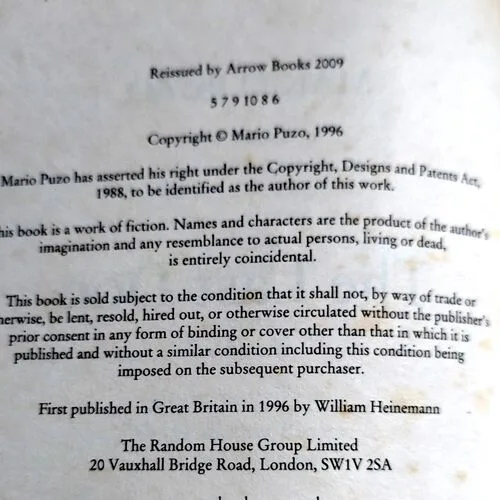 Reissued by Arrow Books 2009
5 7 9 10 8 6
Copyright © Mario Puzo, 1996
Mario Puzo has asserted his right under the Copyright, Designs and Patents Act,
1988, to be identified as the author of this work.
his book is a work of fiction. Names and characters are the product of the author's
imagination and any resemblance to actual persons, living or dead,
is entirely coincidental.
This book is sold subject to the condition that it shall not, by way of trade or
herwise, be lent, resold, hired out, or otherwise circulated without the publisher's
prior consent in any form of binding or cover other than that in which it is
published and without a similar condition including this condition being
imposed on the subsequent purchaser.
First published in Great Britain in 1996 by William Heinemann
The Random House Group Limited
20 Vauxhall Bridge Road, London, SW1V 2SA